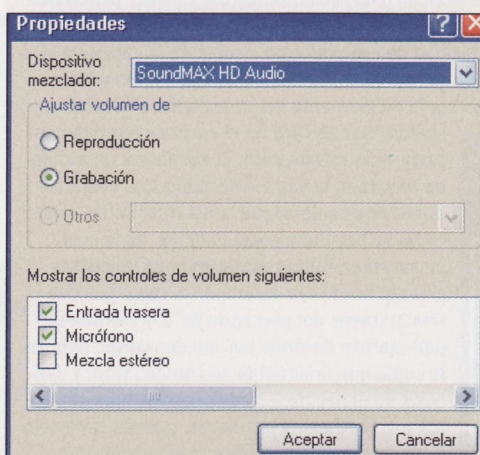 Propiedades
Dispositivo
mezclador:
SoundMAX HD Audio
Ajustar volumen de
Reproducción
Grabación
Otros
Mostrar los controles de volumen siguientes:
Entrada trasera
Micrófono
Mezcla estéreo
Aceptar
Cancelar